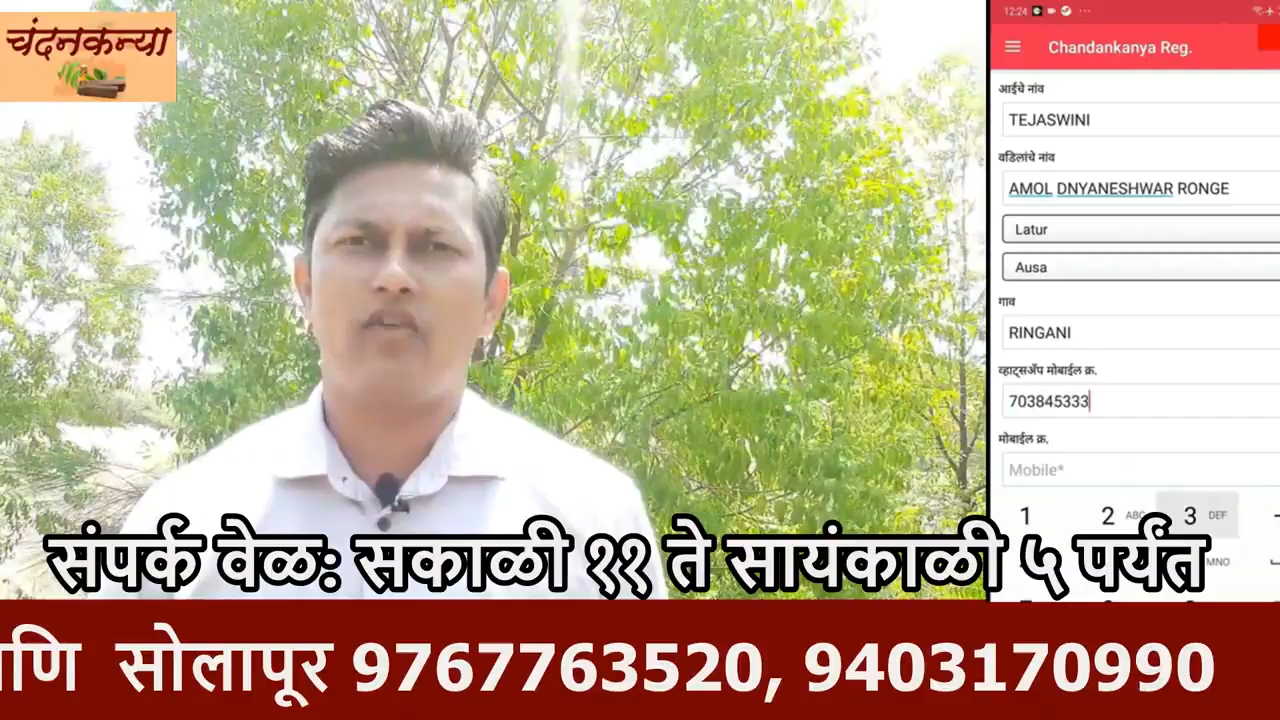 चंदनकन्या
12:24
Chandankanya Reg.
आईचे नांव
TEJASWINI
वडिलांचे नांव
AMOL DNYANESHWAR RONGE
Latur
Ausa
गाव
RINGANI
व्हाट्सॲप मोबाईल क्र.
703845333
मोबाईल क्र.
Mobile*
1 2 ABC 3 DEF
MNO
संपर्क वेळः सकाळी ११ ते सायंकाळी ५ पर्यंत
सोलापूर 9767763520, 9403170990